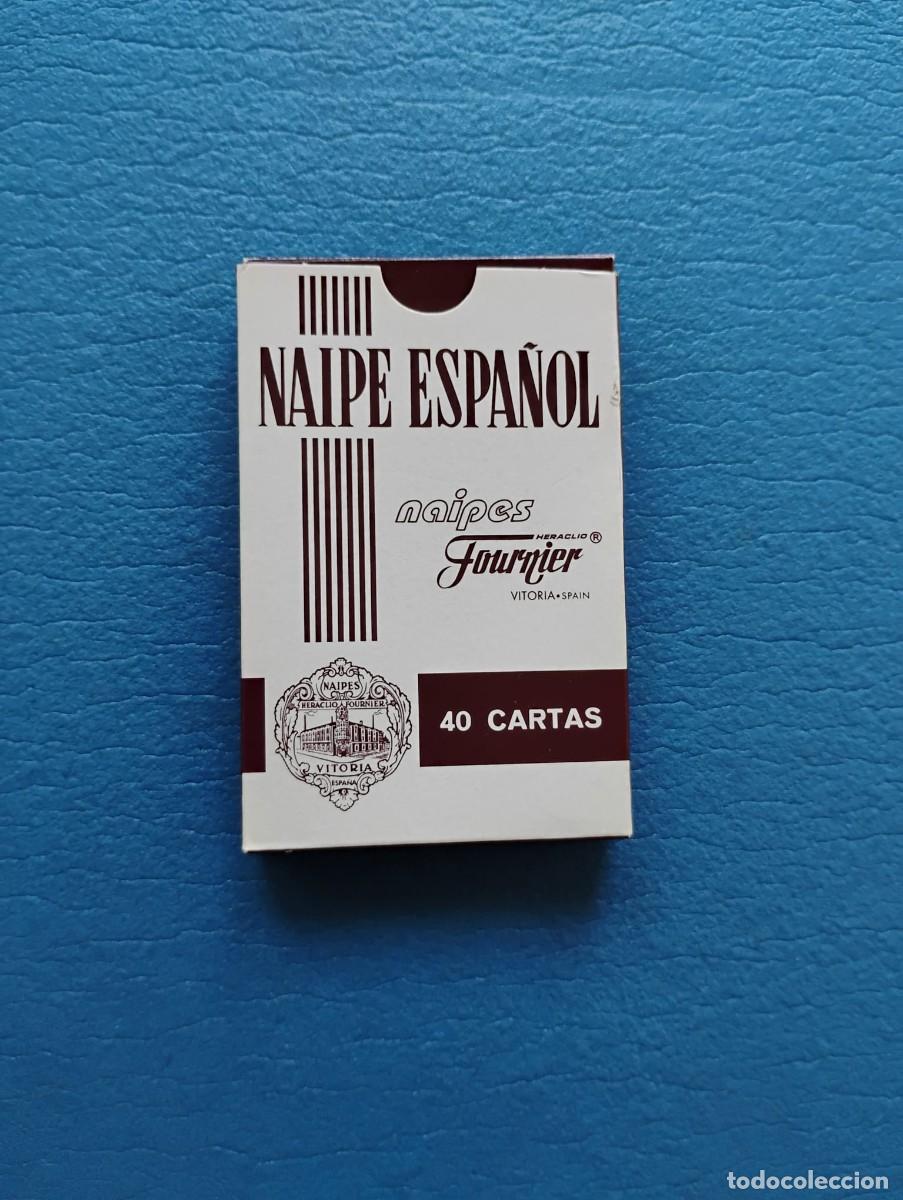 NAIPE ESPAÑOL
naipes
HERACLIO
Fournier ®
VITORIA • SPAIN
NAIPES
HERACLIO FOURNIER
VITORIA
ESPAÑA
40 CARTAS
todocoleccion